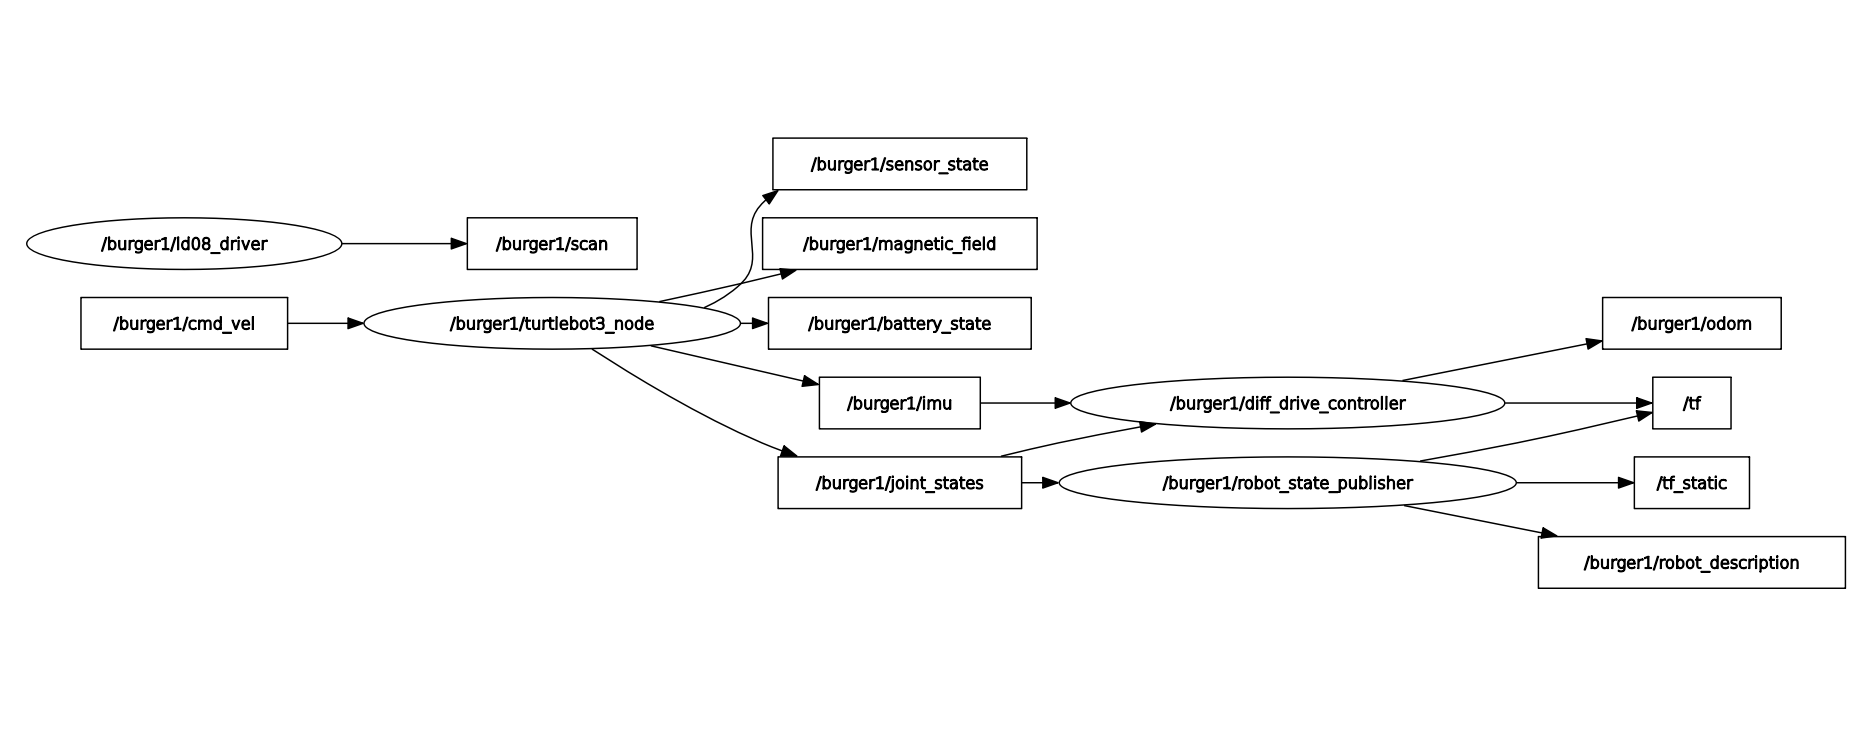 /burger1/sensor_state
/burger1/ld08_driver
/burger1/scan
/burger1/magnetic_field
/burger1/cmd_vel
/burger1/turtlebot3_node
/burger1/battery_state
/burger1/odom
/burger1/imu
/burger1/diff_drive_controller
/tf
/burger1/joint_states
/burger1/robot_state_publisher
/tf_static
/burger1/robot_description